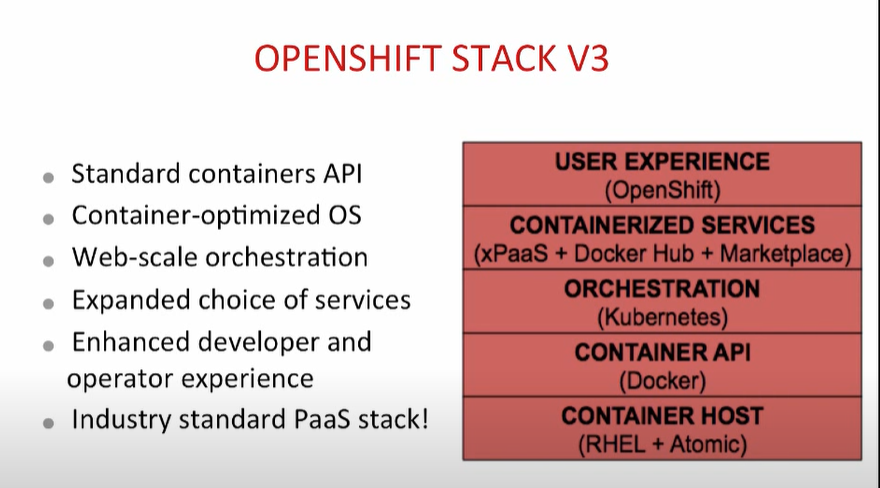 OPENSHIFT STACK V3
Standard containers API
Container-optimized OS
Web-scale orchestration
Expanded choice of services
Enhanced developer and
operator experience
Industry standard PaaS stack!
USER EXPERIENCE
(OpenShift)
CONTAINERIZED SERVICES
(xPaaS + Docker Hub + Marketplace)
ORCHESTRATION
(Kubernetes)
CONTAINER API
(Docker)
CONTAINER HOST
(RHEL + Atomic)